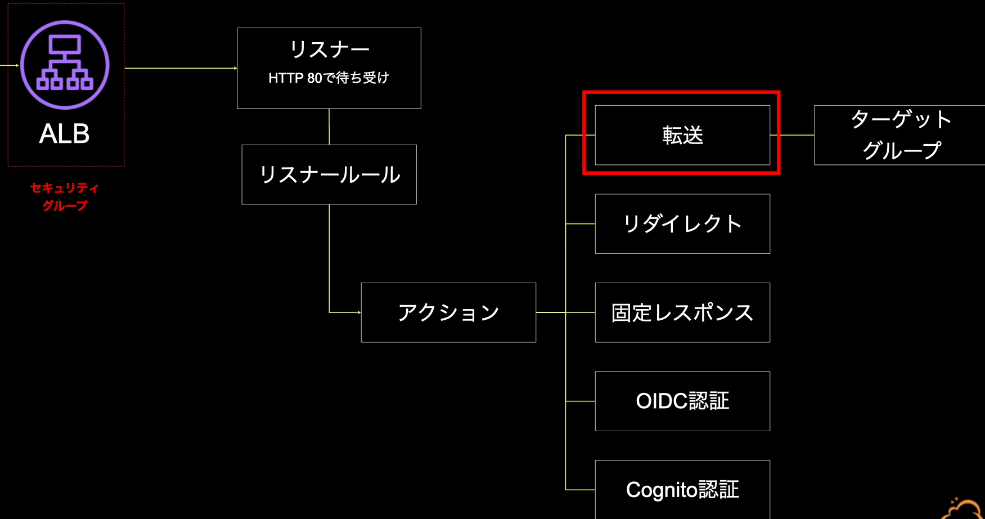 ALB
セキュリティ
グループ
リスナー
HTTP 80で待ち受け
リスナールール
アクション
転送
ターゲット
グループ
リダイレクト
固定レスポンス
OIDC認証
Cognito認証